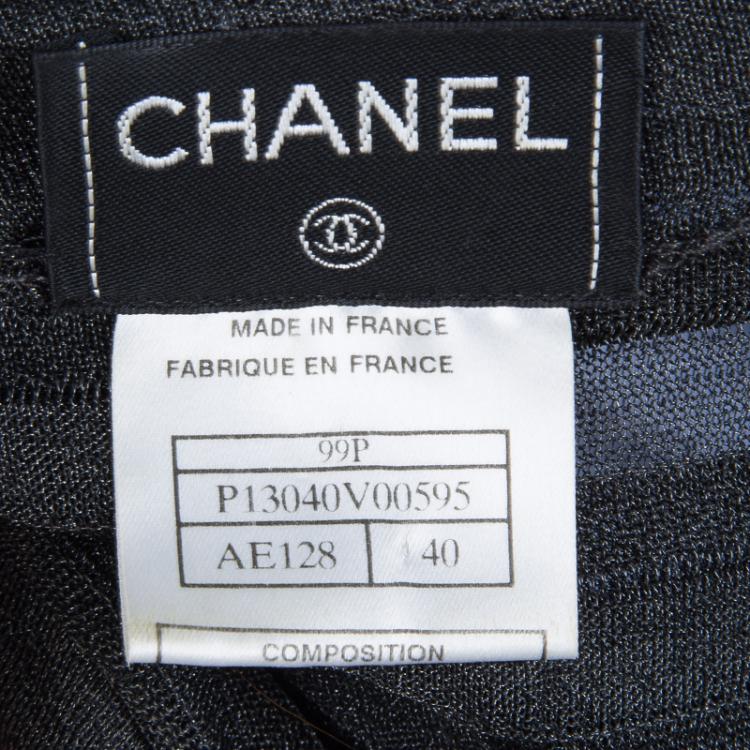 CHANEL
MADE IN FRANCE
FABRIQUE EN FRANCE
99P
P13040V00595
AE128 40
COMPOSITION